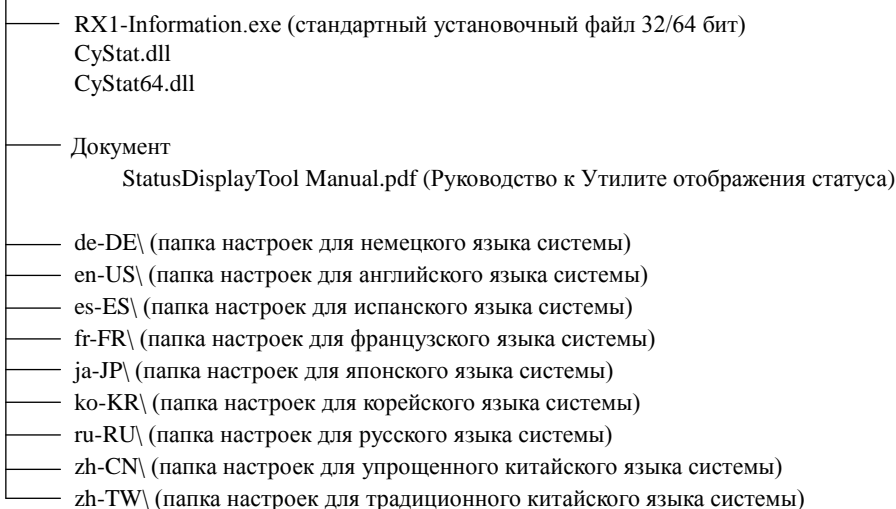 RX1-Information.exe (стандартный установочный файл 32/64 бит)
CyStat.dll
CyStat64.dll
Документ
StatusDisplayTool Manual.pdf (Руководство к Утилите отображения статуса)
de-DE\ (папка настроек для немецкого языка системы)
en-US\ (папка настроек для английского языка системы)
es-ES\ (папка настроек для испанского языка системы)
fr-FR\ (папка настроек для французского языка системы)
ja-JP\ (папка настроек для японского языка системы)
ko-KR\ (папка настроек для корейского языка системы)
ru-RU\ (папка настроек для русского языка системы)
zh-CN\ (папка настроек для упрощенного китайского языка системы)
zh-TW\ (папка настроек для традиционного китайского языка системы)